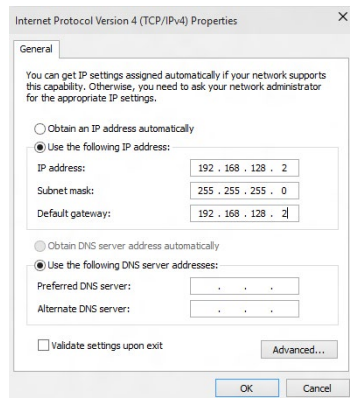 Internet Protocol Version 4 (TCP/IPv4) Properties
General
You can get IP settings assigned automatically if your network supports
this capability. Otherwise, you need to ask your network administrator
for the appropriate IP settings.
Obtain an IP address automatically
Use the following IP address:
IP address: 192 . 168 . 128 . 2
Subnet mask: 255 . 255 . 255 . 0
Default gateway: 192 . 168 . 128 . 2
Obtain DNS server address automatically
Use the following DNS server addresses:
Preferred DNS server: . . .
Alternate DNS server: . . .
Validate settings upon exit
Advanced...
OK Cancel